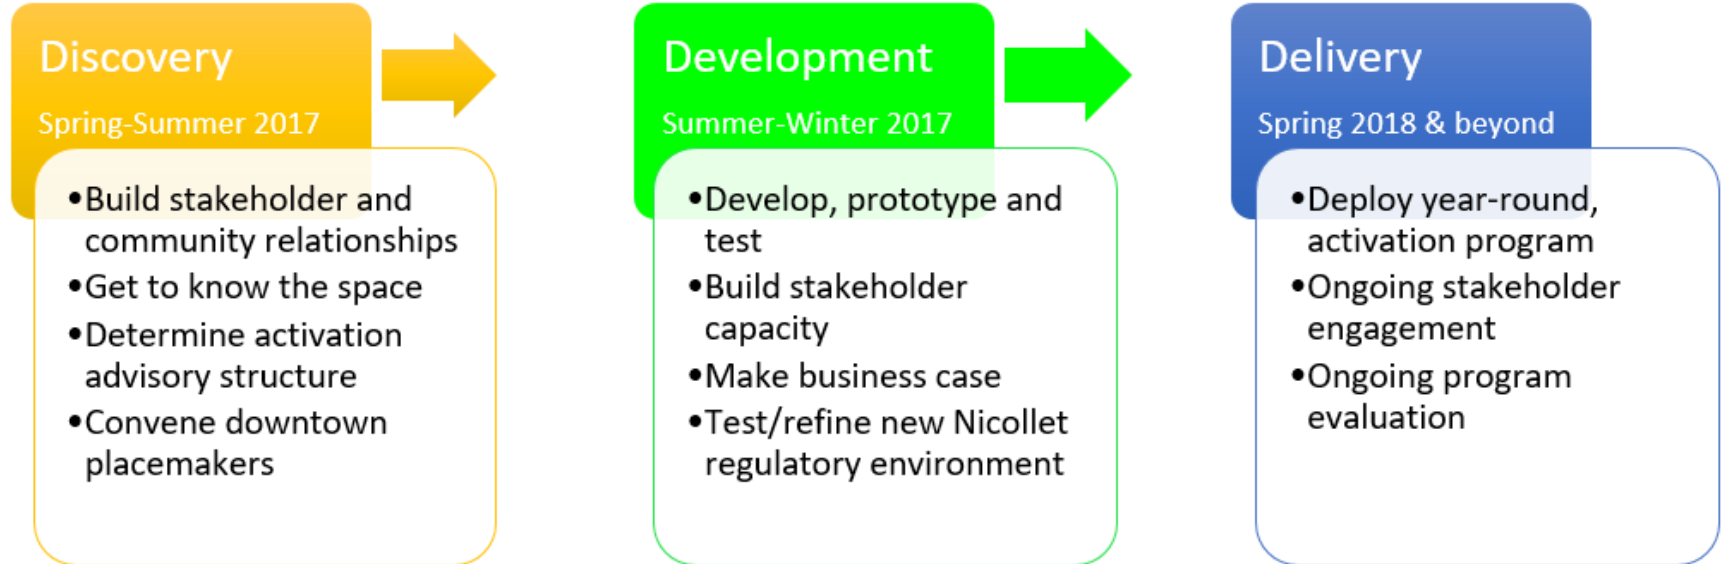 Discovery
Spring-Summer 2017
•Build stakeholder and
community relationships
•Get to know the space
•Determine activation
advisory structure
•Convene downtown
placemakers
Development
Summer-Winter 2017
•Develop, prototype and
test
•Build stakeholder
capacity
•Make business case
•Test/refine new Nicollet
regulatory environment
Delivery
Spring 2018 & beyond
•Deploy year-round,
activation program
•Ongoing stakeholder
engagement
•Ongoing program
evaluation